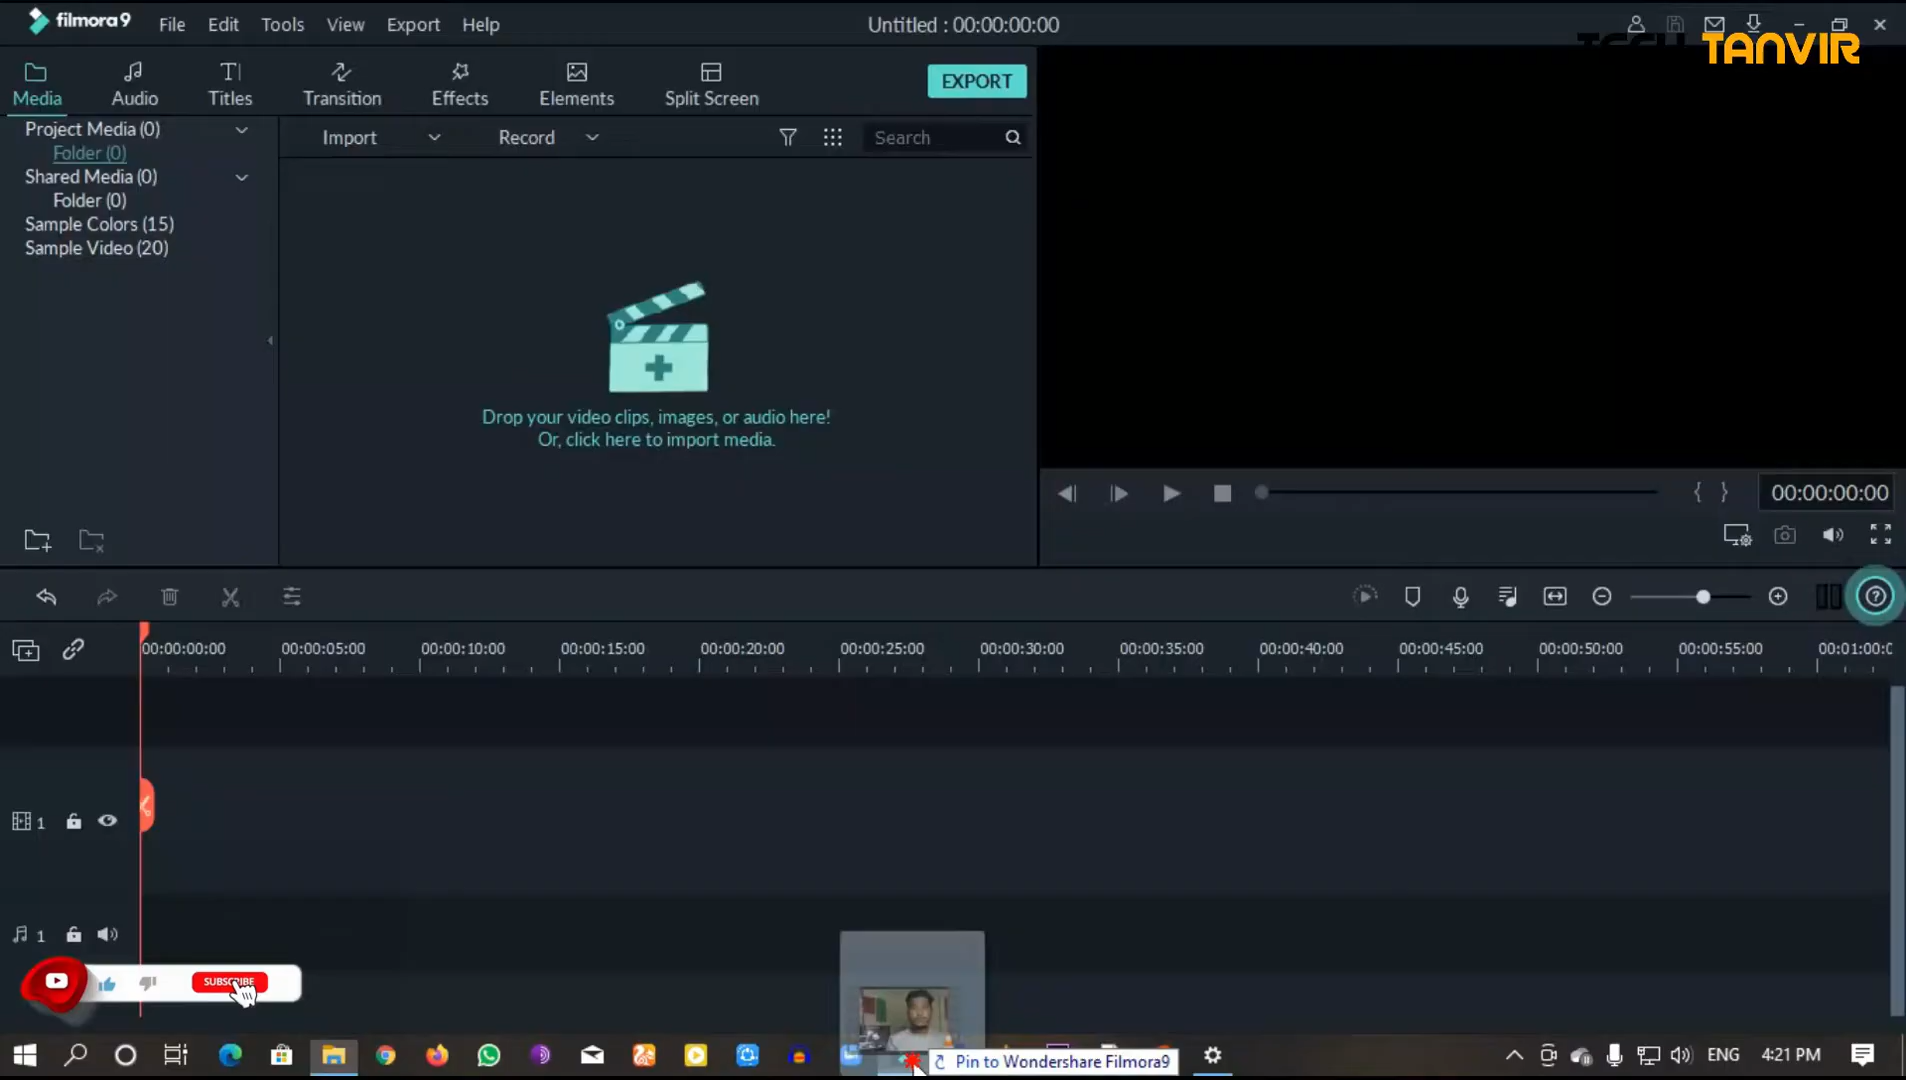 filmora9 File Edit Tools View Export Help Untitled : 00:00:00:00
TECH TANVIR
Media Audio Titles Transition Effects Elements Split Screen EXPORT
Project Media (0) Import Record Search
Folder (0)
Shared Media (0)
Folder (0)
Sample Colors (15)
Sample Video (20)
Drop your video clips, images, or audio here!
Or, click here to import media.
{ } 00:00:00:00
00:00:00:00 00:00:05:00 00:00:10:00 00:00:15:00 00:00:20:00 00:00:25:00 00:00:30:00 00:00:35:00 00:00:40:00 00:00:45:00 00:00:50:00 00:00:55:00 00:01:00:0
1
1
SUBSCRIBE
Pin to Wondershare Filmora9 ENG 4:21 PM